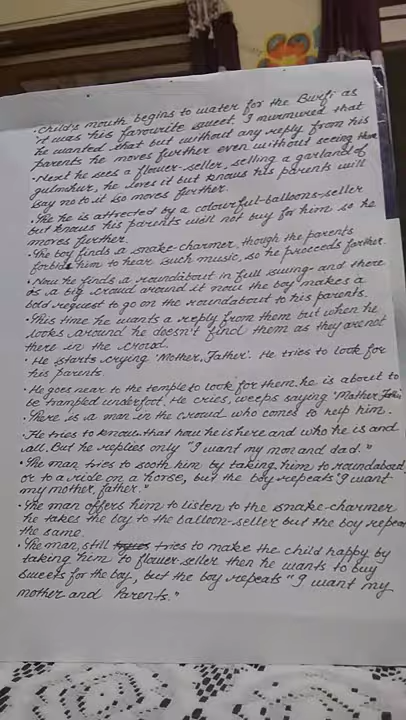 • Child's mouth begins to water for the Burfi as
it was his favourite sweet. I murmured that
he wanted that but without any reply from his
parents he moves further even without seeing the
• Next he sees a flower-seller, selling a garland of
gulmohur, he loves it but knows his parents will
say no to it so moves further.
The he is attrected by a colourful-balloons-seller
but knows his parents will not buy for him so he
moves further.
• The boy finds a snake-charmer, though the parents
forbids him to hear such music, so he proceeds further.
• Now he finds a roundabout in full swing and there
is a big crowd around it now the boy makes a
bold request to go on the roundabout to his parents.
• This time he wants a reply from them but when he
looks around he doesn't find them as they are not
there in the crowd.
• He starts crying 'Mother, Father'. He tries to look for
his parents.
• He goes near to the temple to look for them. he is about to
be trampled underfoot. He cries, weeps saying 'Mother,
• There is a man in the crowd who comes to help him.
• He tries to know that how he is here and who he is and
all. But he replies only "I want my mom and dad."
• The man tries to sooth him by taking him to roundabout
or to a ride on a horse, but the boy repeats 'I want
my mother, father."
• The man offers him to listen to the snake-charmer
he takes the boy to the balloon-seller but the boy repea
the same.
• The man, still tries to make the child happy by
taking him to flower-seller then he wants to buy
sweets for the boy, but the boy repeats "I want my
mother and Parents."